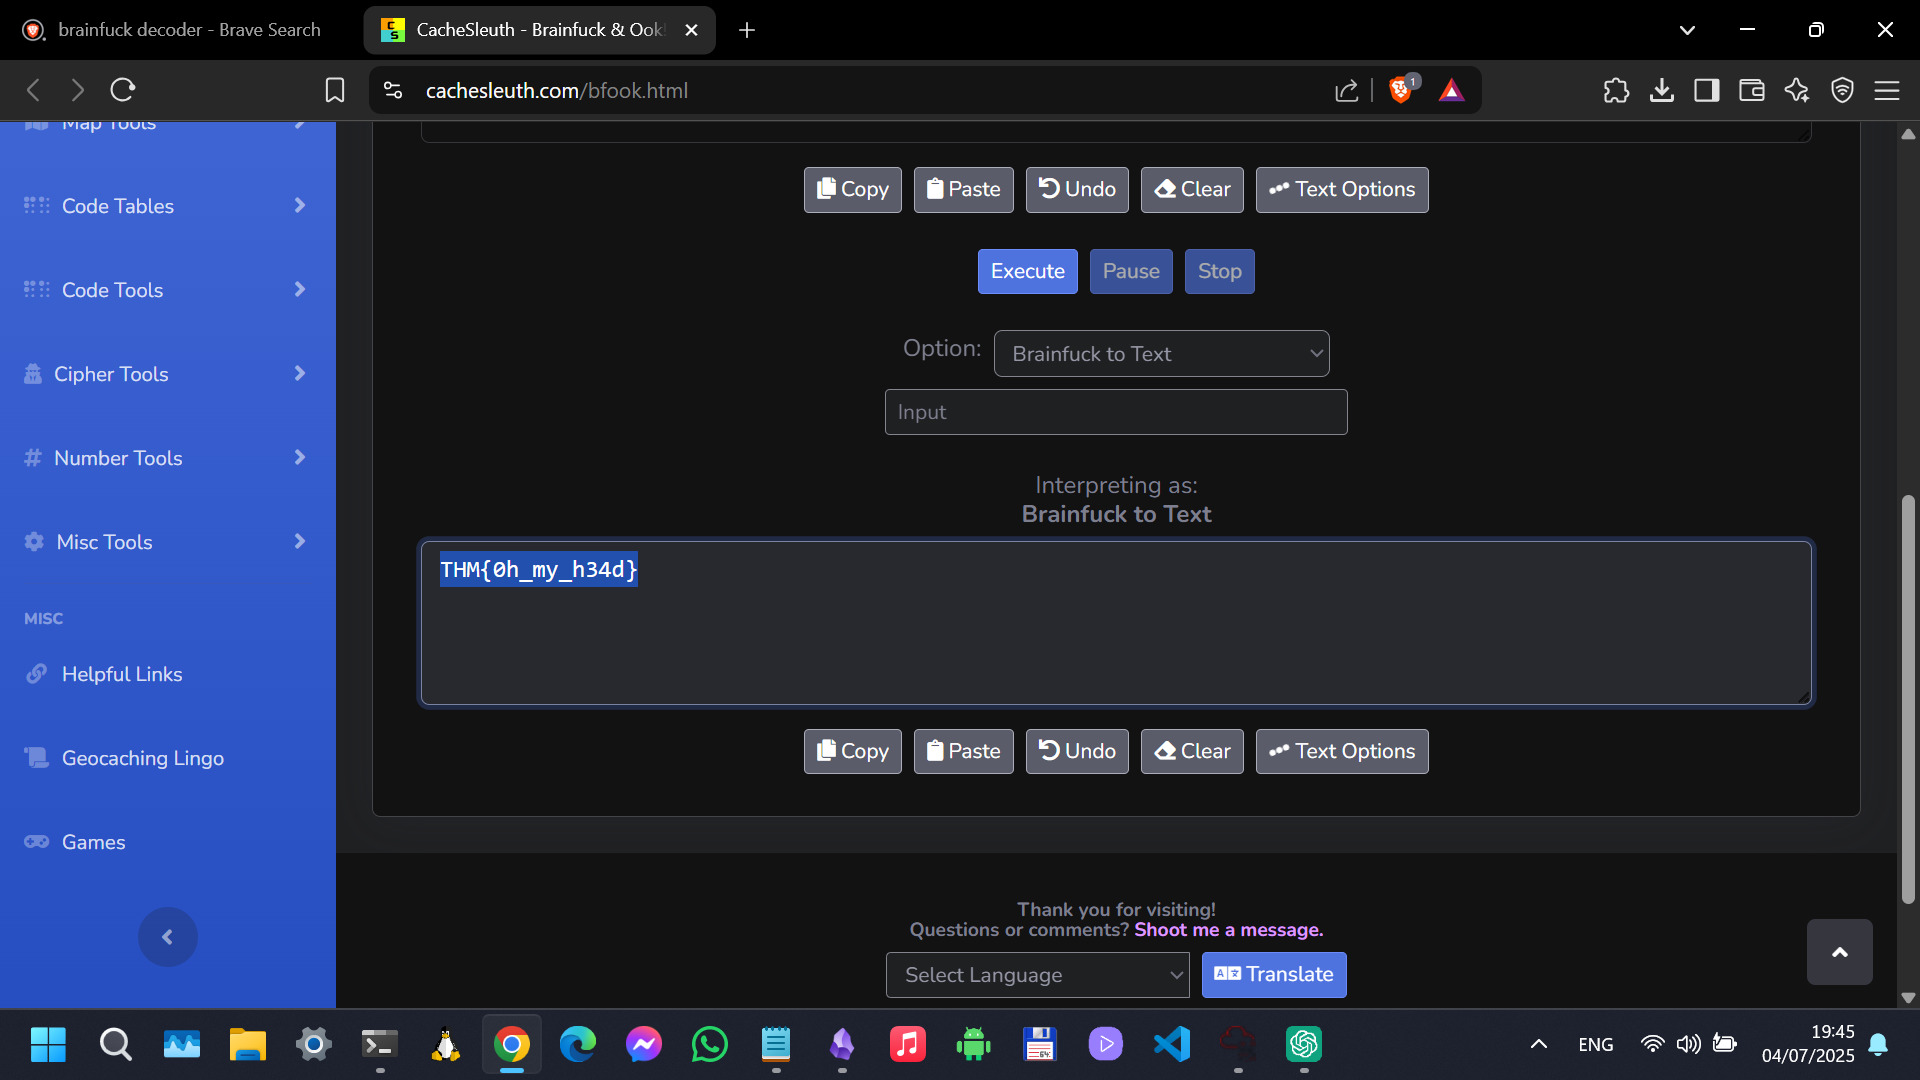 brainfuck decoder - Brave Search
CacheSleuth - Brainfuck & Ook!
cachesleuth.com/bfook.html
1
Map Tools
Code Tables
Code Tools
Cipher Tools
Number Tools
Misc Tools
MISC
Helpful Links
Geocaching Lingo
Games
Copy
Paste
Undo
Clear
Text Options
Execute
Pause
Stop
Option:
Brainfuck to Text
Input
Interpreting as:
Brainfuck to Text
THM{0h_my_h34d}
Copy
Paste
Undo
Clear
Text Options
Thank you for visiting!
Questions or comments? Shoot me a message.
Select Language
Translate
64
ENG
19:45
04/07/2025